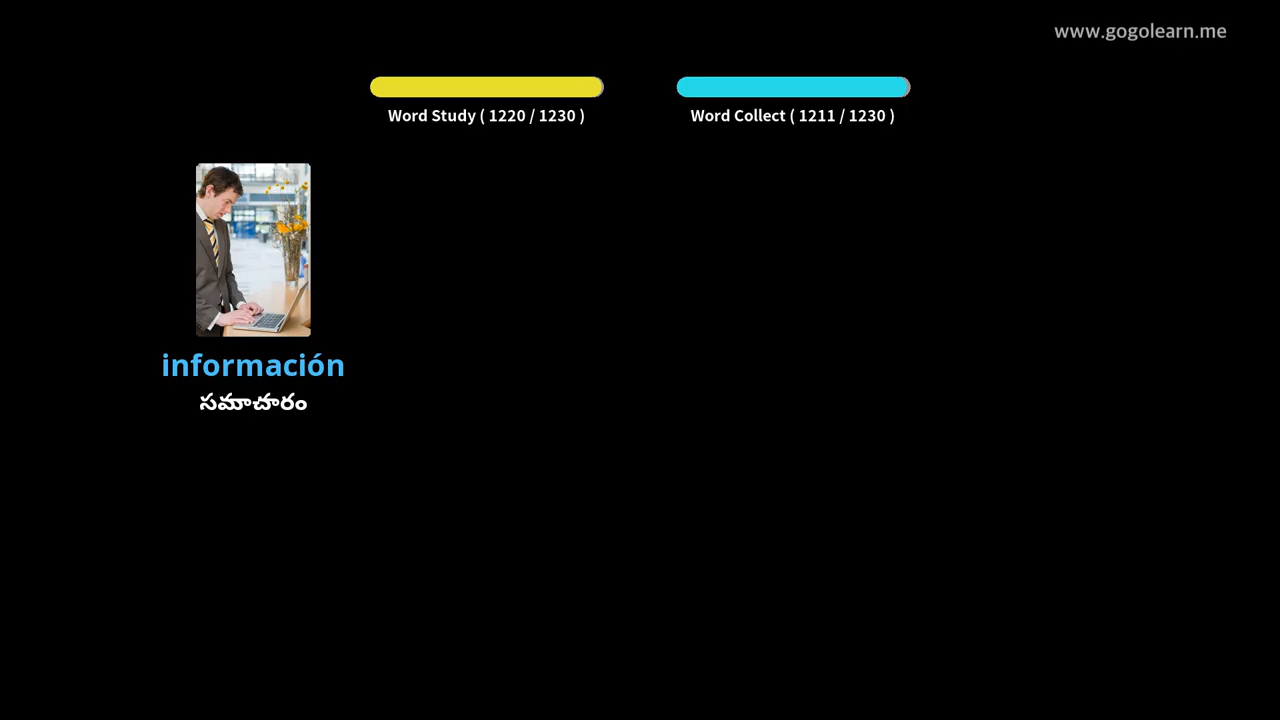 www.gogolearn.me
Word Study ( 1220 / 1230 )
Word Collect ( 1211 / 1230 )
información
సమాచారం